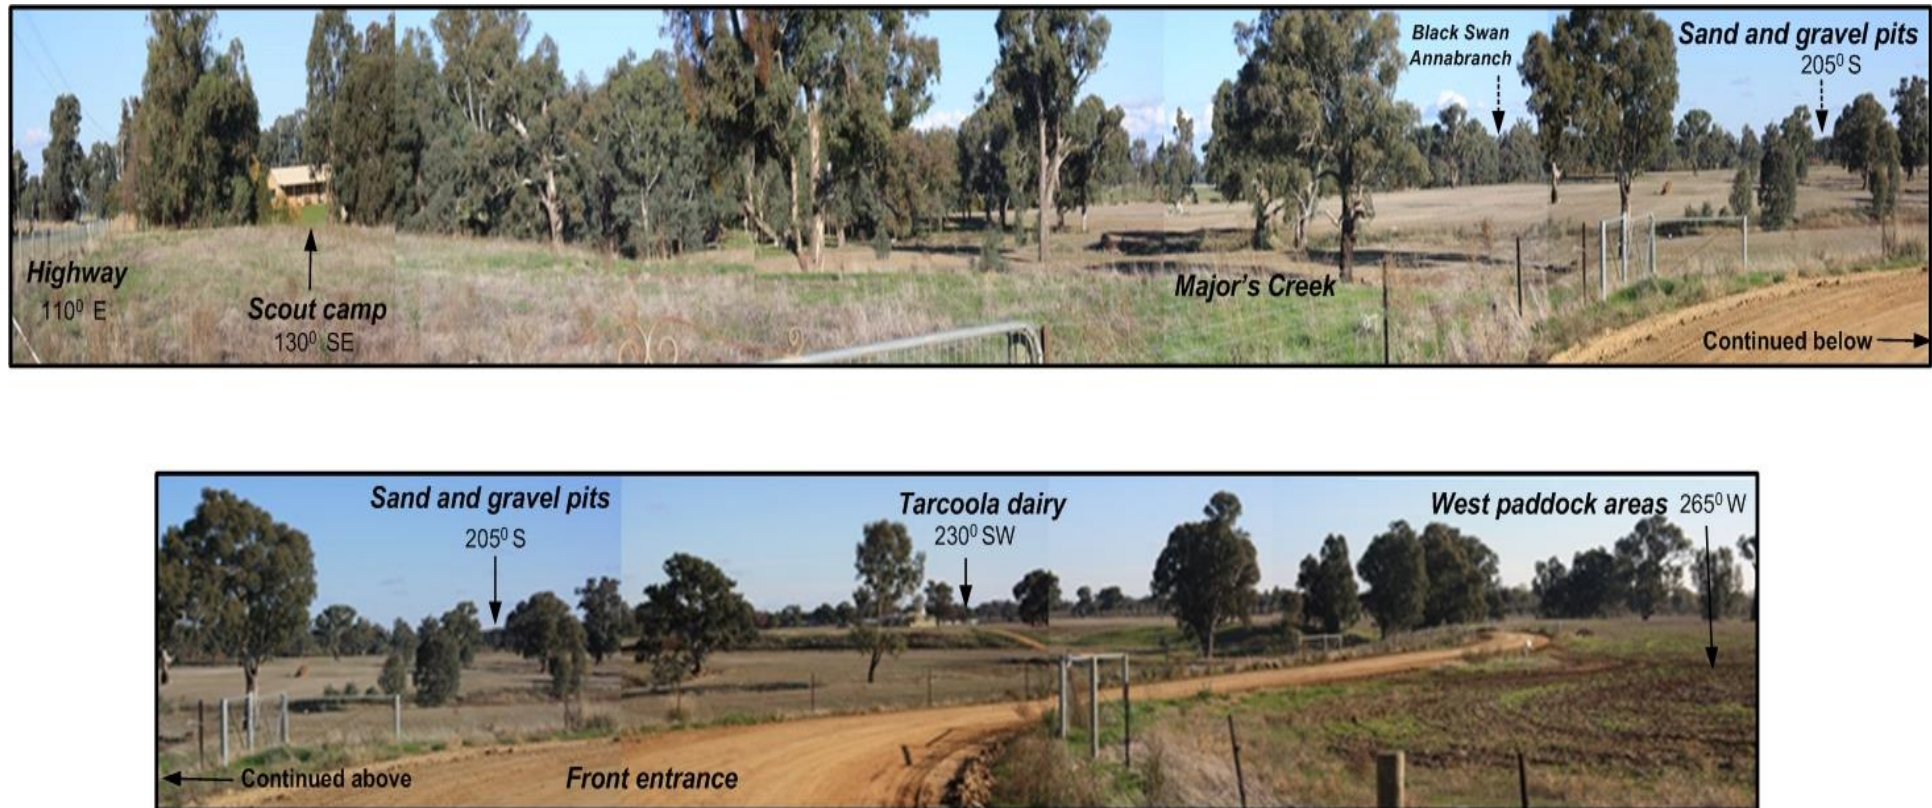 Black Swan
Annabranch
Sand and gravel pits
205⁰ S
Highway
110⁰ E
Scout camp
130⁰ SE
Major's Creek
Continued below
Sand and gravel pits
205⁰ S
Tarcoola dairy
230⁰ SW
West paddock areas 265⁰ W
Continued above
Front entrance